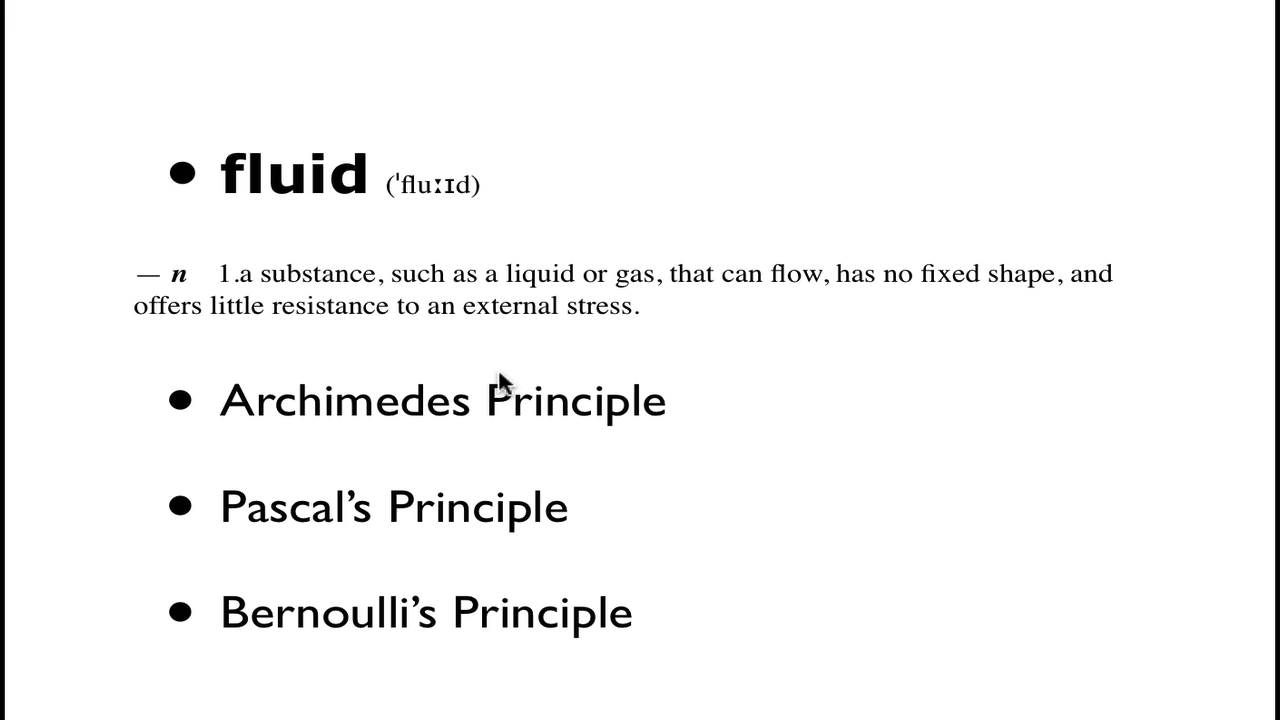 • fluid (ˈfluːɪd)
— n 1.a substance, such as a liquid or gas, that can flow, has no fixed shape, and
offers little resistance to an external stress.
• Archimedes Principle
• Pascal’s Principle
• Bernoulli’s Principle